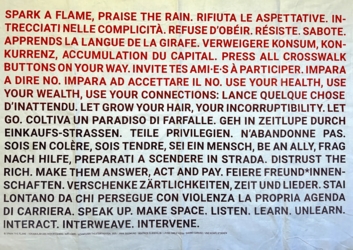 SPARK A FLAME, PRAISE THE RAIN. RIFIUTA LE ASPETTATIVE. IN-
TRECCIATI NELLE COMPLICITÀ. REFUSE D'OBÉIR. RÉSISTE. SABOTE.
APPRENDS LA LANGUE DE LA GIRAFE. VERWEIGERE KONSUM, KON-
KURRENZ, ACCUMULATION DU CAPITAL. PRESS ALL CROSSWALK
BUTTONS ON YOUR WAY. INVITE TES AMI·E·S À PARTICIPER. IMPARA
A DIRE NO. IMPARA AD ACCETTARE IL NO. USE YOUR HEALTH, USE
YOUR WEALTH, USE YOUR CONNECTIONS: LANCE QUELQUE CHOSE
D'INATTENDU. LET GROW YOUR HAIR, YOUR INCORRUPTIBILITY. LET
GO. COLTIVA UN PARADISO DI FARFALLE. GEH IN ZEITLUPE DURCH
EINKAUFS-STRASSEN. TEILE PRIVILEGIEN. N'ABANDONNE PAS.
SOIS EN COLÈRE, SOIS TENDRE, SEI EIN MENSCH, BE AN ALLY, FRAG
NACH HILFE, PREPARATI A SCENDERE IN STRADA. DISTRUST THE
RICH. MAKE THEM ANSWER, ACT AND PAY. FEIERE FREUND*INNEN-
SCHAFTEN. VERSCHENKE ZÄRTLICHKEITEN, ZEIT UND LIEDER. STAI
LONTANO DA CHI PERSEGUE CON VIOLENZA LA PROPRIA AGENDA
DI CARRIERA. SPEAK UP. MAKE SPACE. LISTEN. LEARN. UNLEARN.
INTERACT. INTERWEAVE. INTERVENE.